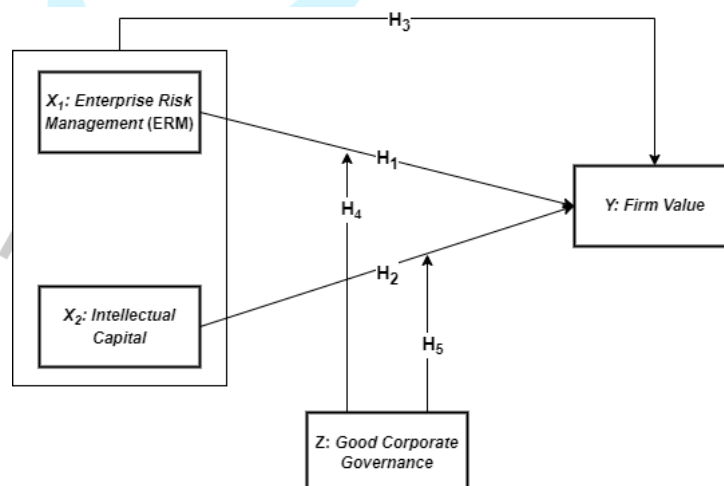 H3
X1: Enterprise Risk
Management (ERM)
H1
H4
Y: Firm Value
H2
X2: Intellectual
Capital
H5
Z: Good Corporate
Governance